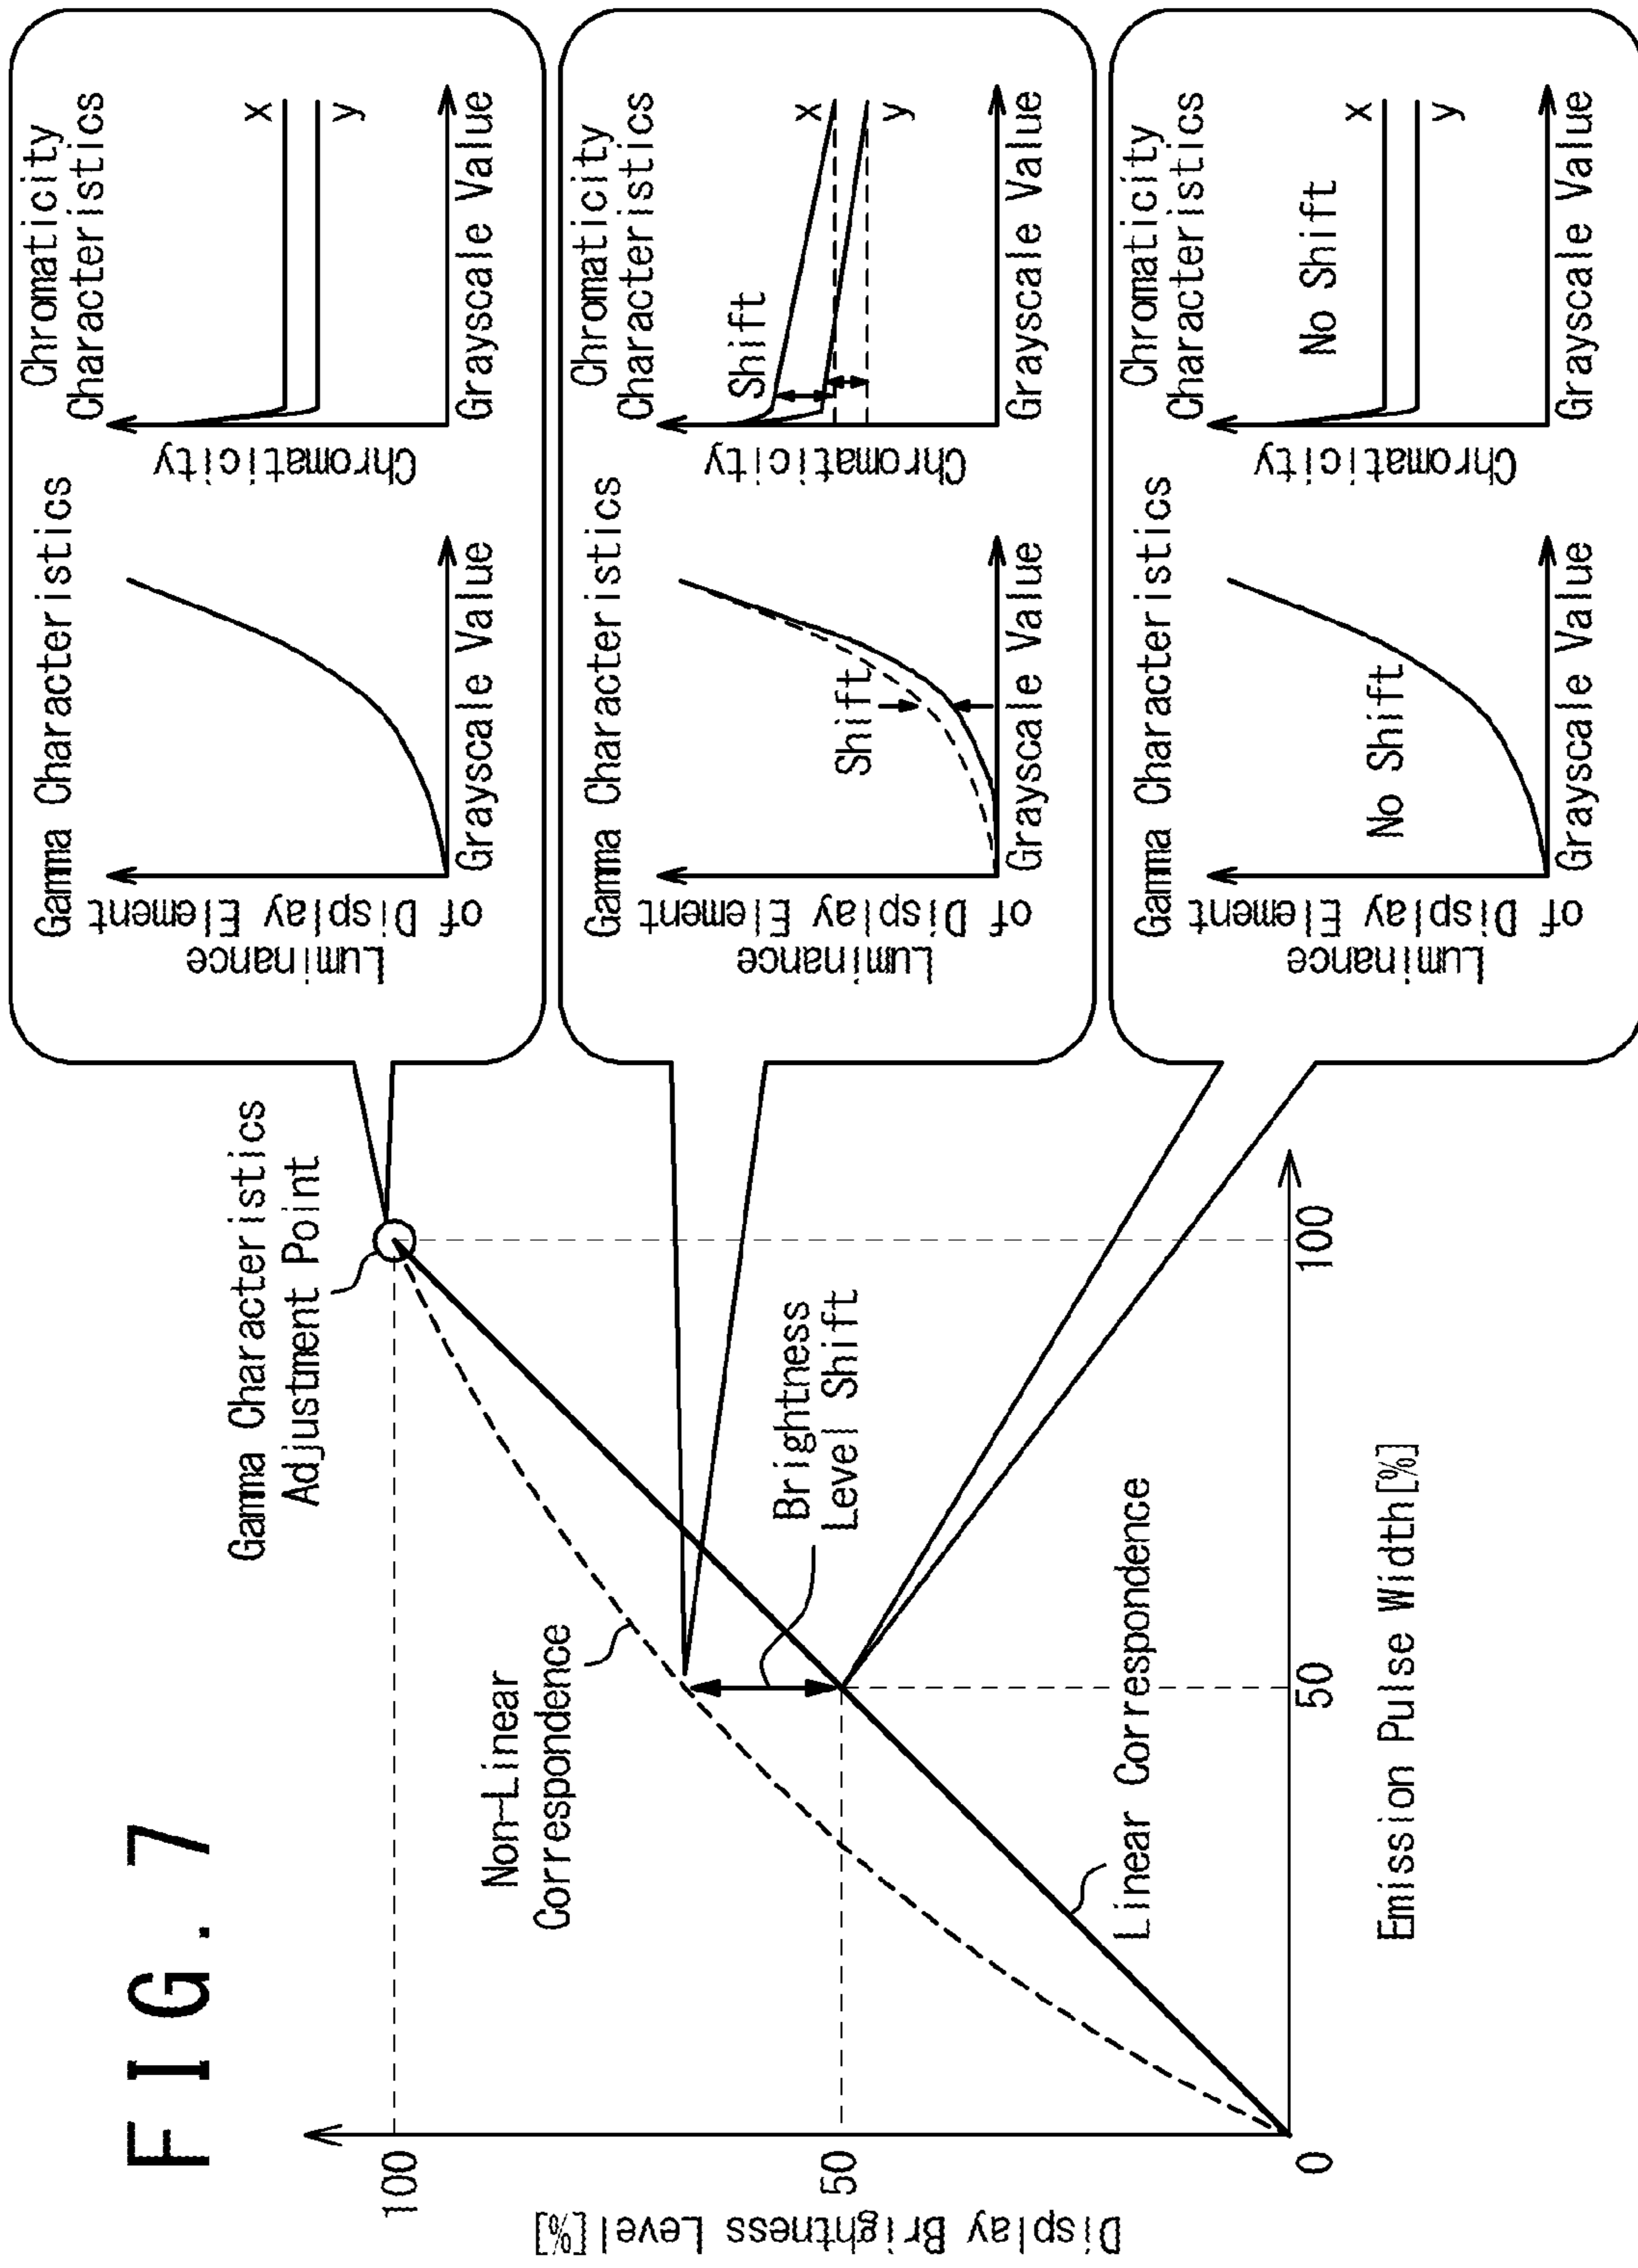 FIG. 7
Display Brightness Level[%]
100
50
0
50
100
Emission Pulse Width[%]
Non-Linear
Correspondence
Linear Correspondence
Brightness
Level Shift
Gamma Characteristics
Adjustment Point
Gamma Characteristics
Luminance
of Display Element
Grayscale Value
Chromaticity
Characteristics
Chromaticity
x
y
Grayscale Value
Gamma Characteristics
Luminance
of Display Element
Shift
Grayscale Value
Chromaticity
Characteristics
Chromaticity
Shift
x
y
Grayscale Value
Gamma Characteristics
Luminance
of Display Element
No Shift
Grayscale Value
Chromaticity
Characteristics
Chromaticity
No Shift
x
y
Grayscale Value